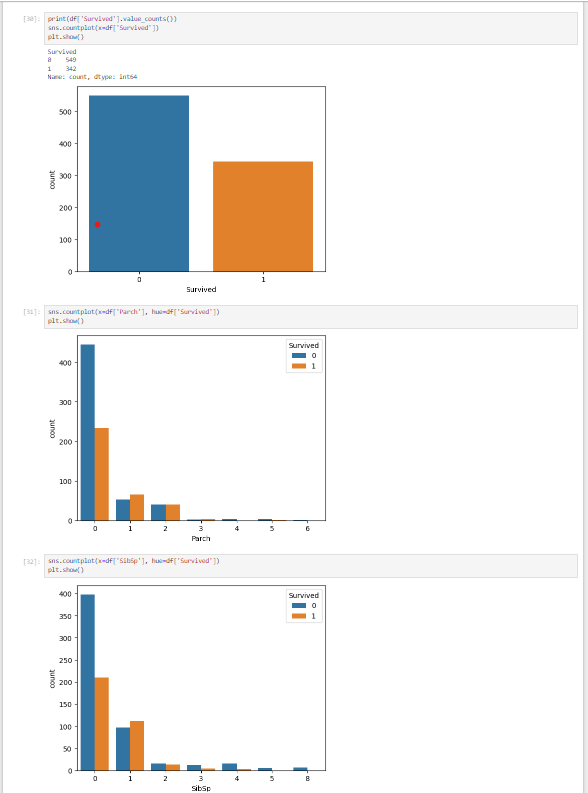 [30]:
print(df['Survived'].value_counts())
sns.countplot(x=df['Survived'])
plt.show()
Survived
0 549
1 342
Name: count, dtype: int64
500
400
300
200
100
0
count
0 1
Survived
[31]:
sns.countplot(x=df['Parch'], hue=df['Survived'])
plt.show()
Survived
0
1
400
300
200
100
0
count
0 1 2 3 4 5 6
Parch
[32]:
sns.countplot(x=df['SibSp'], hue=df['Survived'])
plt.show()
Survived
0
1
400
350
300
250
200
150
100
50
0
count
0 1 2 3 4 5 8
SibSp